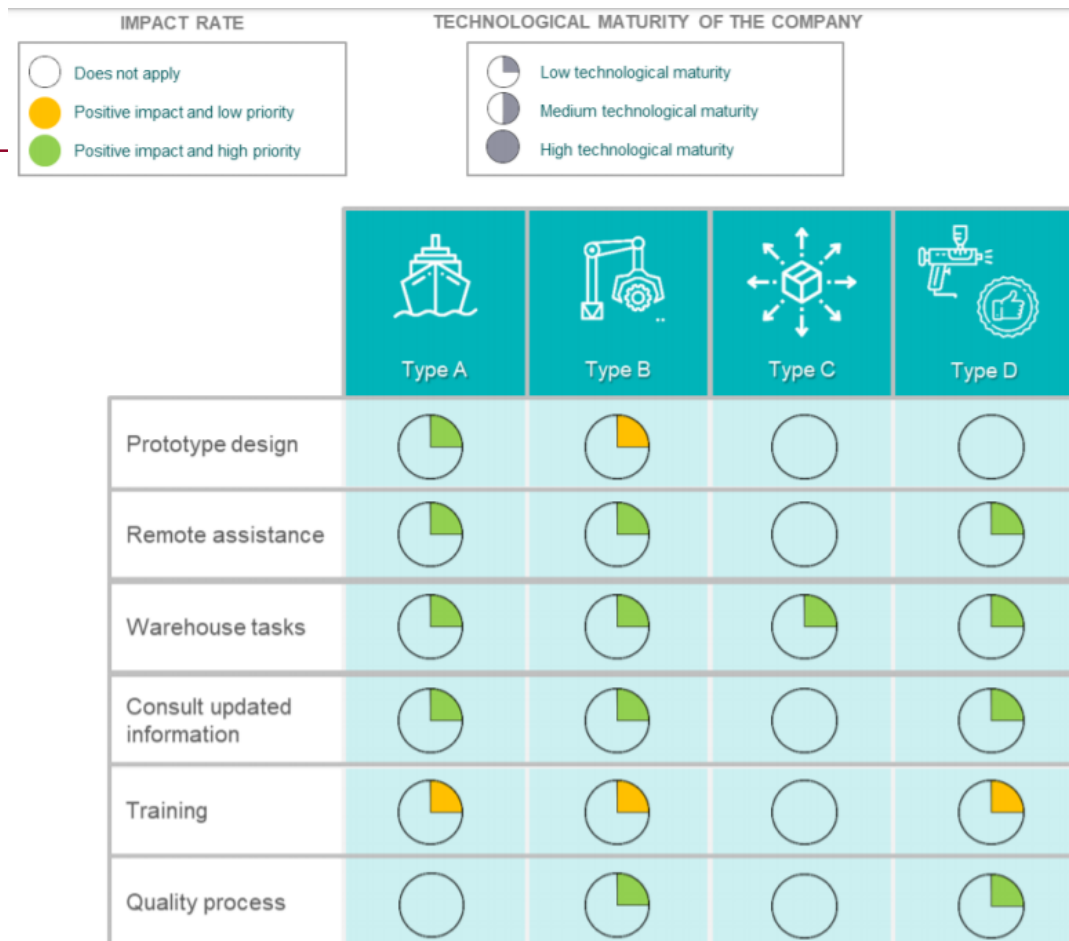 IMPACT RATE
Does not apply
Positive impact and low priority
Positive impact and high priority
TECHNOLOGICAL MATURITY OF THE COMPANY
Low technological maturity
Medium technological maturity
High technological maturity
Type A
Type B
Type C
Type D
Prototype design
Remote assistance
Warehouse tasks
Consult updated
information
Training
Quality process